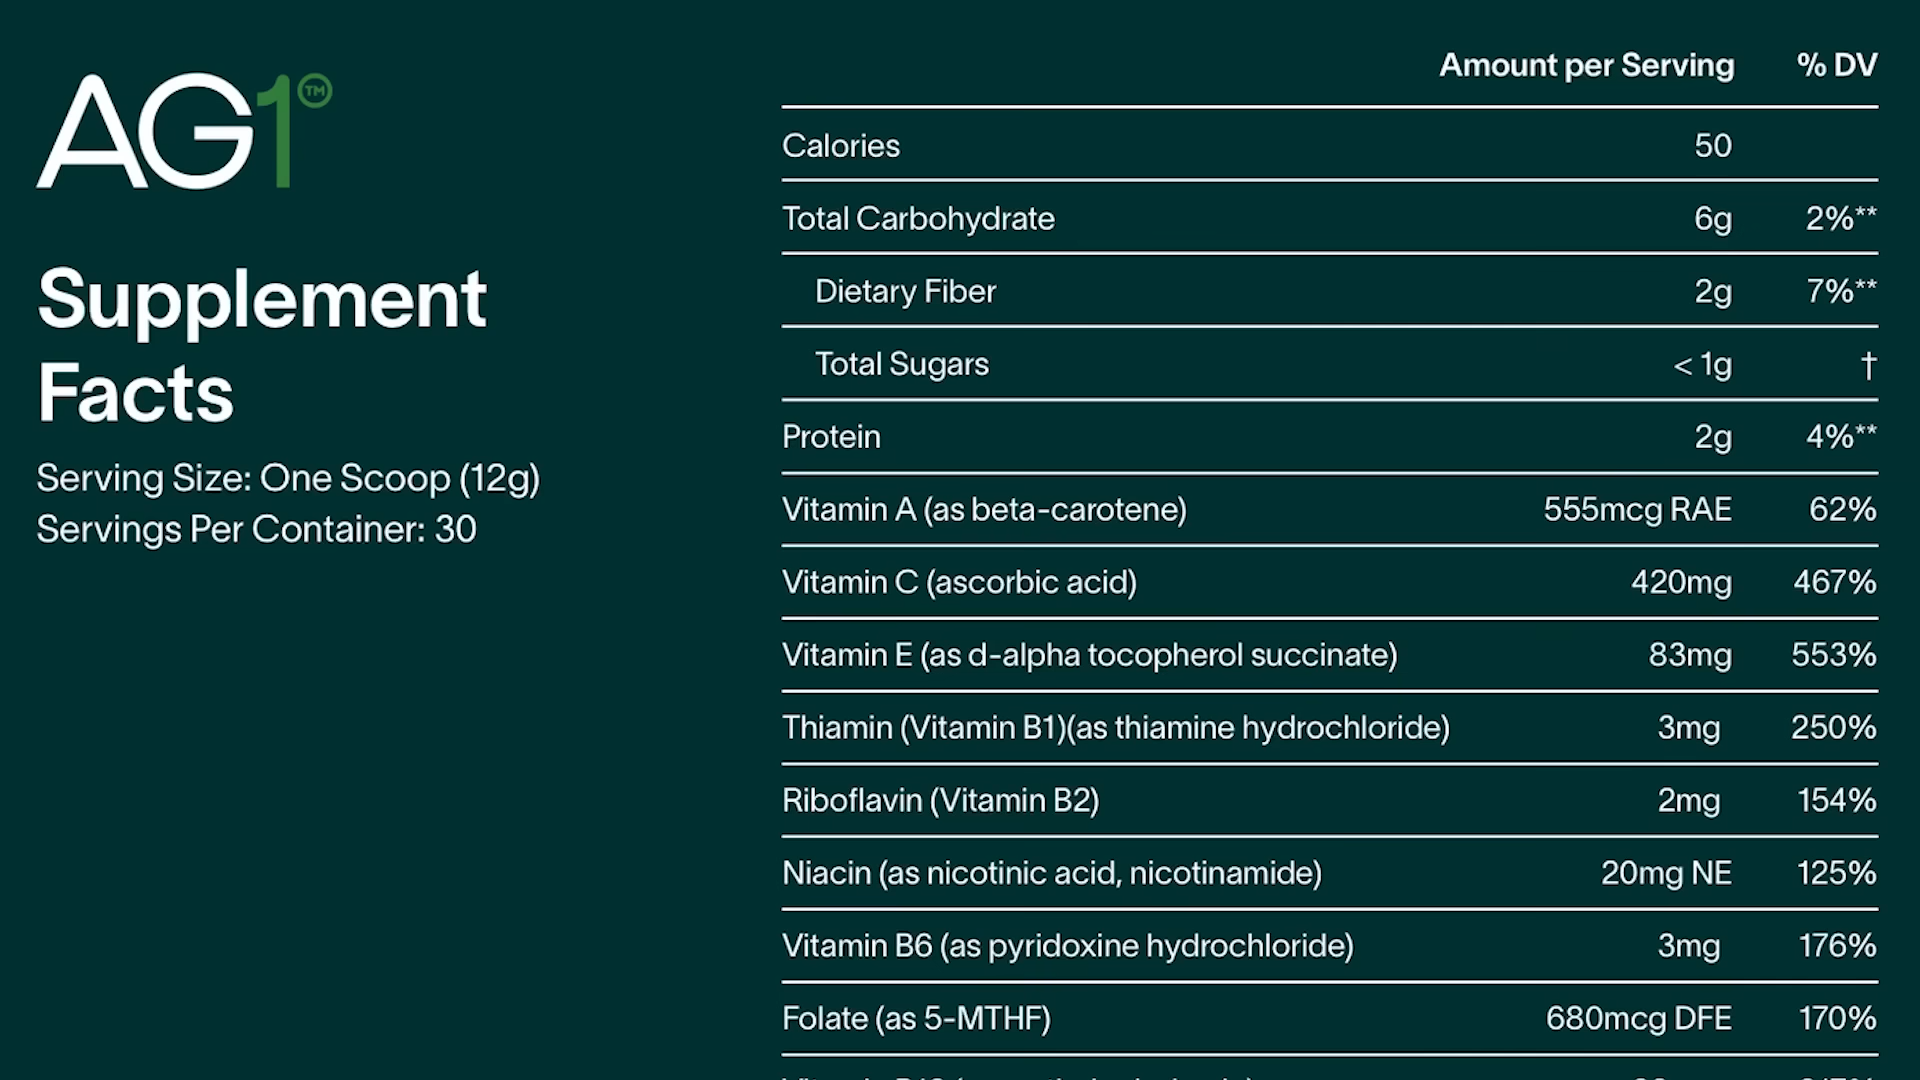 AG1™
Supplement
Facts
Serving Size: One Scoop (12g)
Servings Per Container: 30
Amount per Serving % DV
Calories 50
Total Carbohydrate 6g 2%**
Dietary Fiber 2g 7%**
Total Sugars < 1g †
Protein 2g 4%**
Vitamin A (as beta-carotene) 555mcg RAE 62%
Vitamin C (ascorbic acid) 420mg 467%
Vitamin E (as d-alpha tocopherol succinate) 83mg 553%
Thiamin (Vitamin B1)(as thiamine hydrochloride) 3mg 250%
Riboflavin (Vitamin B2) 2mg 154%
Niacin (as nicotinic acid, nicotinamide) 20mg NE 125%
Vitamin B6 (as pyridoxine hydrochloride) 3mg 176%
Folate (as 5-MTHF) 680mcg DFE 170%